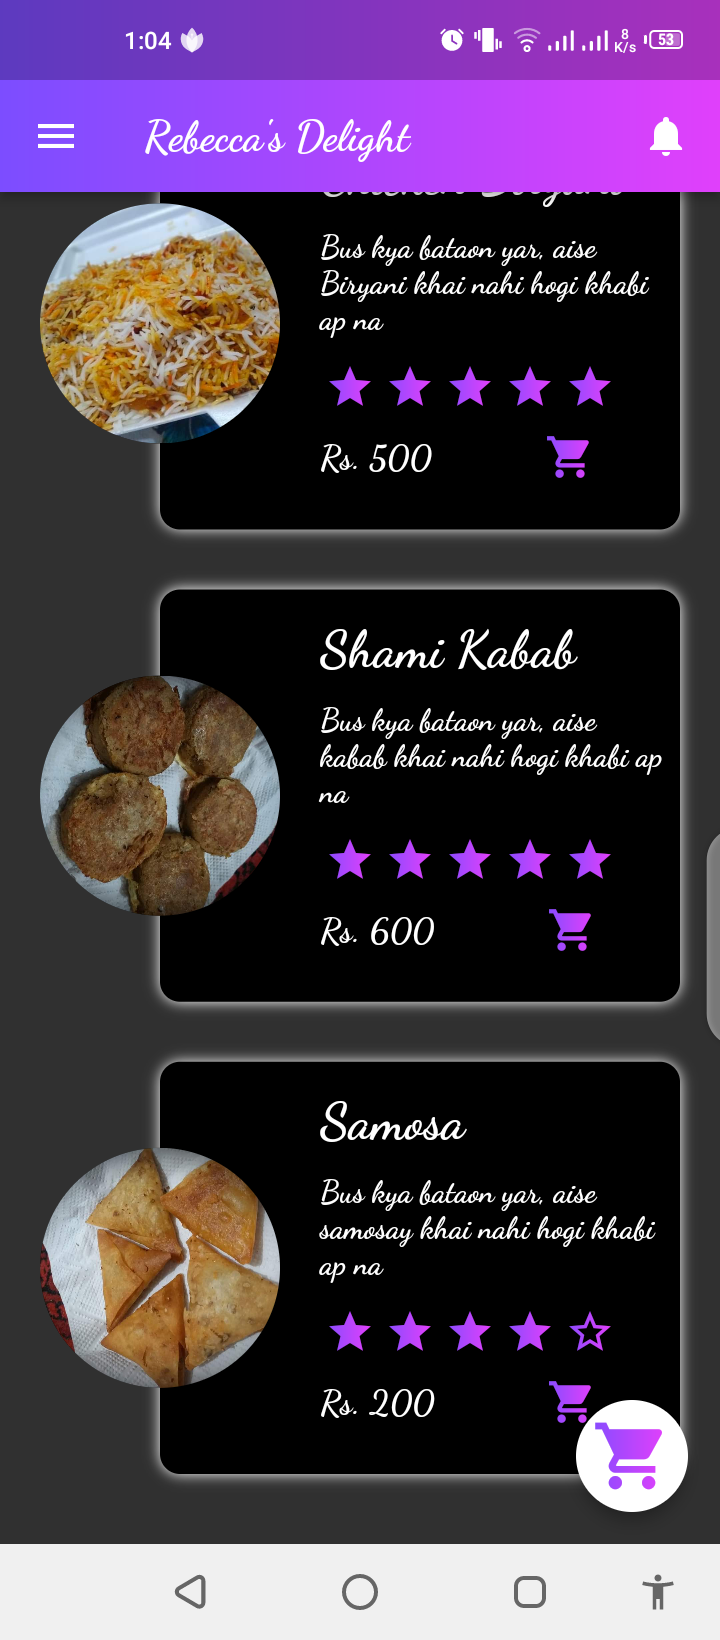 1:04
8
K/s
53
Rebecca's Delight
Bus kya bataon yar, aise
Biryani khai nahi hogi khabi
ap na
Rs. 500
Shami Kabab
Bus kya bataon yar, aise
kabab khai nahi hogi khabi ap
na
Rs. 600
Samosa
Bus kya bataon yar, aise
samosay khai nahi hogi khabi
ap na
Rs. 200